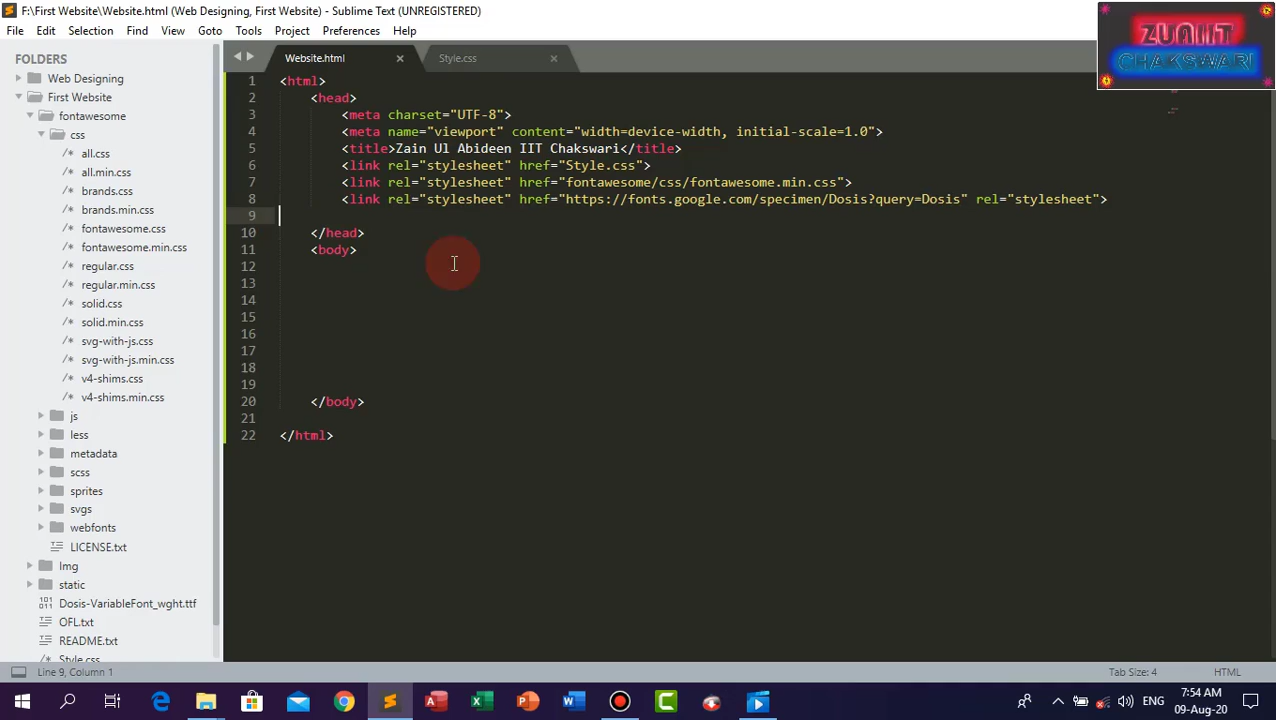 F:\First Website\Website.html (Web Designing, First Website) - Sublime Text (UNREGISTERED)
File Edit Selection Find View Goto Tools Project Preferences Help
ZUAIIT
CHAKSWARI
FOLDERS
Web Designing
First Website
fontawesome
css
/* all.css
/* all.min.css
/* brands.css
/* brands.min.css
/* fontawesome.css
/* fontawesome.min.css
/* regular.css
/* regular.min.css
/* solid.css
/* solid.min.css
/* svg-with-js.css
/* svg-with-js.min.css
/* v4-shims.css
/* v4-shims.min.css
js
less
metadata
scss
sprites
svgs
webfonts
LICENSE.txt
Img
static
Dosis-VariableFont_wght.ttf
OFL.txt
README.txt
Style.css
Website.html × Style.css ×
1 <html>
2 <head>
3 <meta charset="UTF-8">
4 <meta name="viewport" content="width=device-width, initial-scale=1.0">
5 <title>Zain Ul Abideen IIT Chakswari</title>
6 <link rel="stylesheet" href="Style.css">
7 <link rel="stylesheet" href="fontawesome/css/fontawesome.min.css">
8 <link rel="stylesheet" href="https://fonts.google.com/specimen/Dosis?query=Dosis" rel="stylesheet">
9
10 </head>
11 <body>
12
13
14
15
16
17
18
19
20 </body>
21
22 </html>
Line 9, Column 1 Tab Size: 4 HTML
ENG
7:54 AM
09-Aug-20